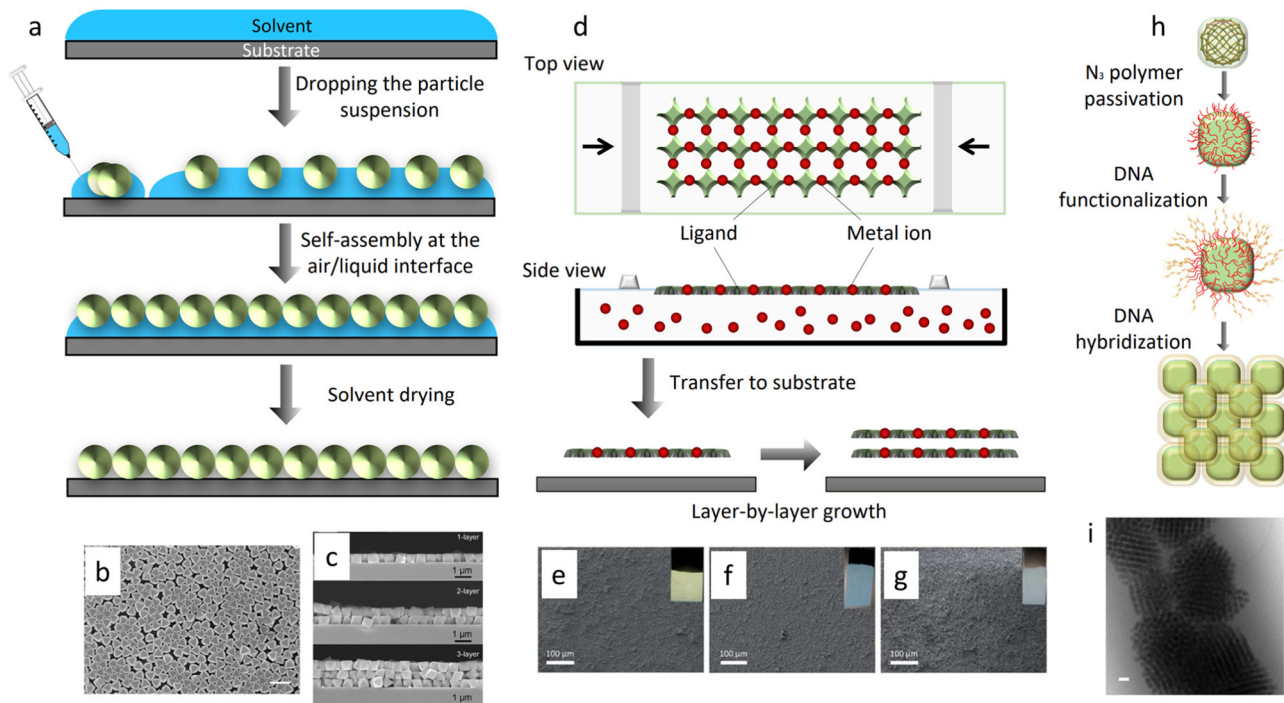 a
Solvent
Substrate
Dropping the particle
suspension
Self-assembly at the
air/liquid interface
Solvent drying
b
c
1-layer
1 μm
2-layer
1 μm
3-layer
1 μm
d
Top view
Ligand
Metal ion
Side view
Transfer to substrate
Layer-by-layer growth
e
100 μm
f
100 μm
g
100 μm
h
N₃ polymer
passivation
DNA
functionalization
DNA
hybridization
i